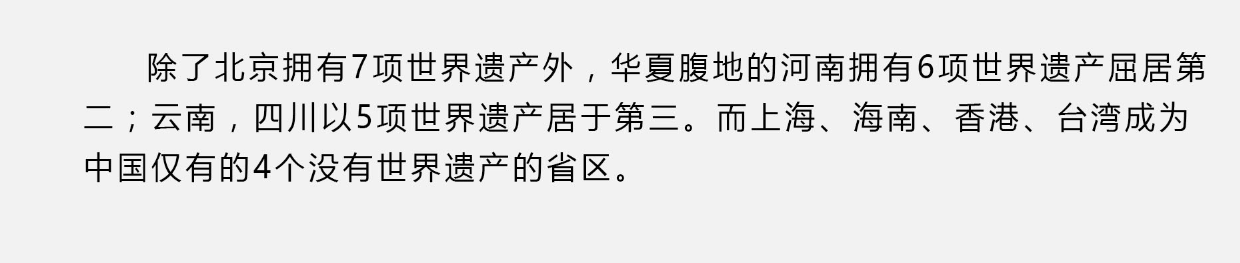 除了北京拥有7项世界遗产外，华夏腹地的河南拥有6项世界遗产屈居第
二；云南，四川以5项世界遗产居于第三。而上海、海南、香港、台湾成为
中国仅有的4个没有世界遗产的省区。